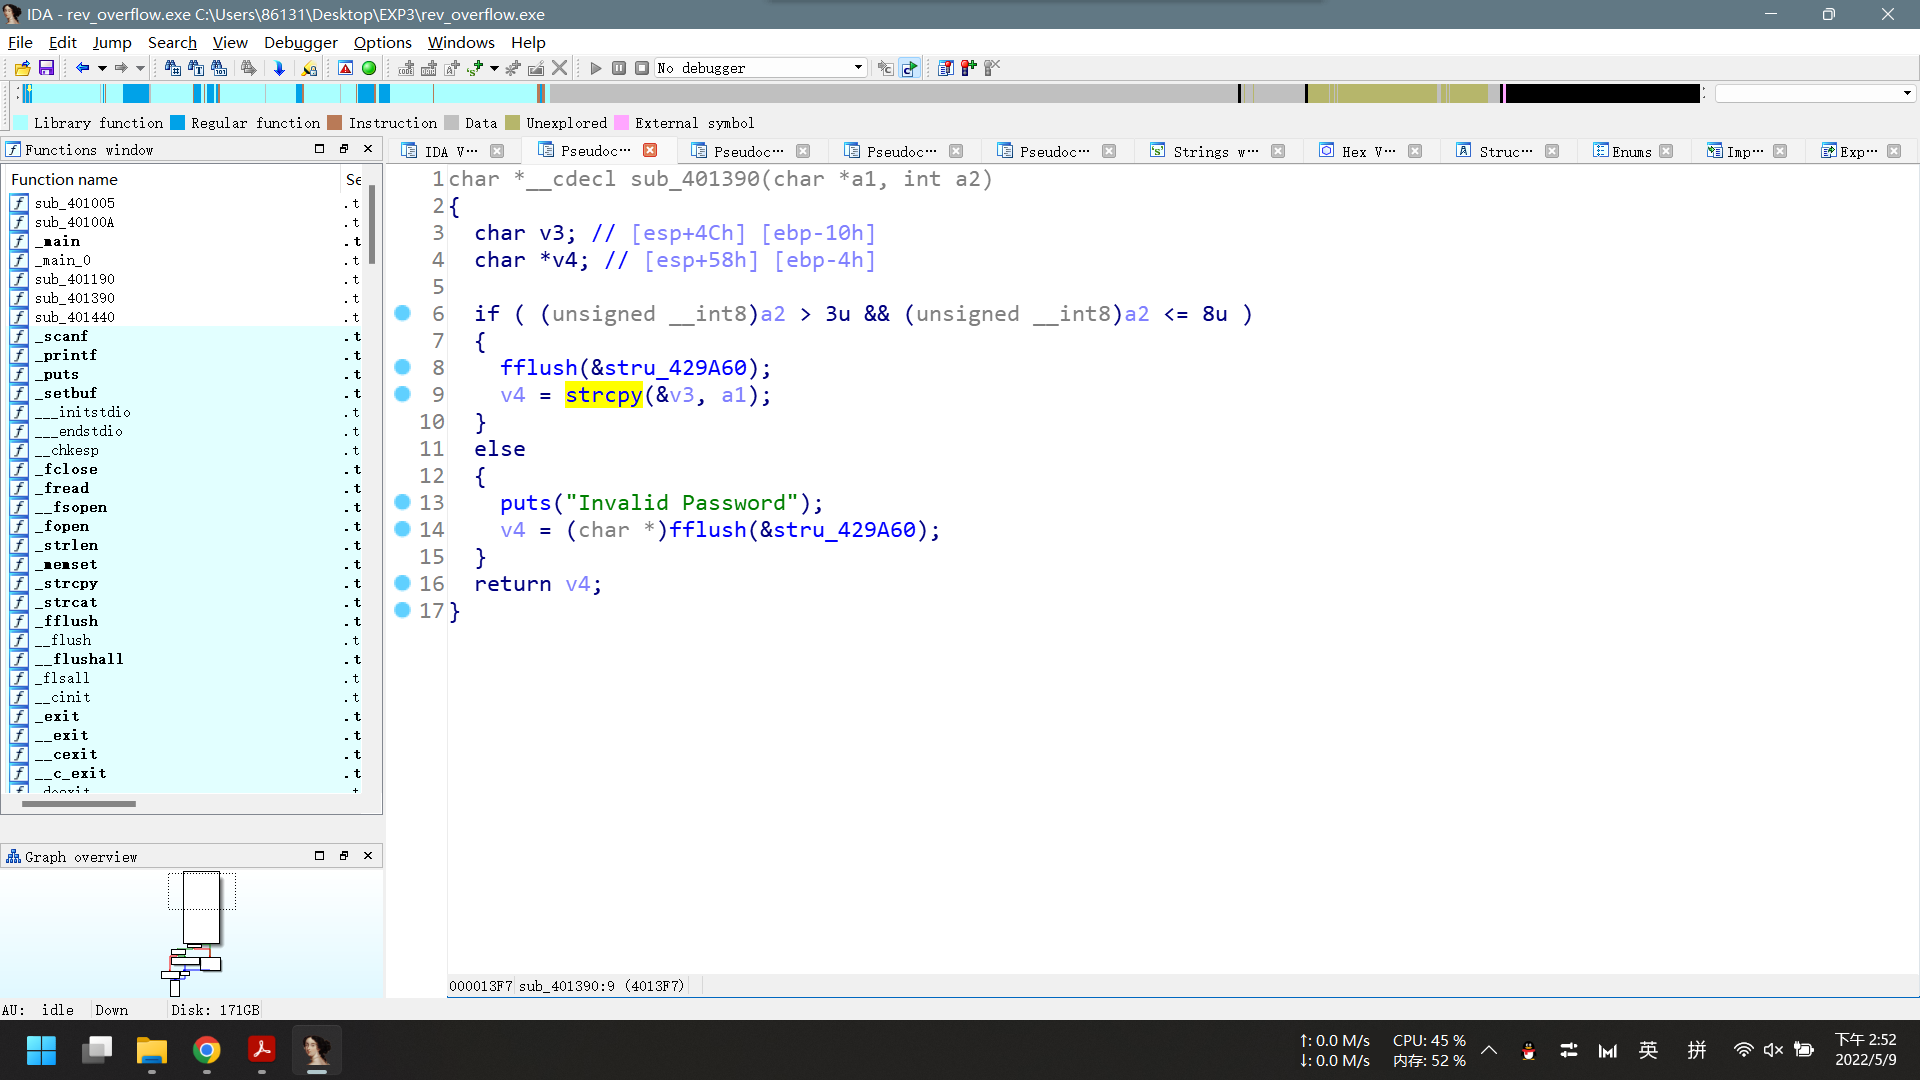 IDA - rev_overflow.exe C:\Users\86131\Desktop\EXP3\rev_overflow.exe
File Edit Jump Search View Debugger Options Windows Help
No debugger
Library function Regular function Instruction Data Unexplored External symbol
Functions window
IDA V··· Pseudoc··· Pseudoc··· Pseudoc··· Pseudoc··· Strings w··· Hex V··· Struc··· Enums Imp··· Exp···
Function name Se
sub_401005 .t
sub_40100A .t
_main .t
_main_0 .t
sub_401190 .t
sub_401390 .t
sub_401440 .t
_scanf .t
_printf .t
_puts .t
_setbuf .t
___initstdio .t
___endstdio .t
__chkesp .t
_fclose .t
_fread .t
__fsopen .t
_fopen .t
_strlen .t
_memset .t
_strcpy .t
_strcat .t
_fflush .t
__flush .t
__flushall .t
_flsall .t
__cinit .t
_exit .t
__exit .t
__cexit .t
__c_exit .t
_doexit .t
1 char *__cdecl sub_401390(char *a1, int a2)
2 {
3 char v3; // [esp+4Ch] [ebp-10h]
4 char *v4; // [esp+58h] [ebp-4h]
5
6 if ( (unsigned __int8)a2 > 3u && (unsigned __int8)a2 <= 8u )
7 {
8 fflush(&stru_429A60);
9 v4 = strcpy(&v3, a1);
10 }
11 else
12 {
13 puts("Invalid Password");
14 v4 = (char *)fflush(&stru_429A60);
15 }
16 return v4;
17 }
000013F7 sub_401390:9 (4013F7)
Graph overview
AU: idle Down Disk: 171GB
↑: 0.0 M/s CPU: 45 %
↓: 0.0 M/s 内存: 52 %
英 拼
下午 2:52
2022/5/9